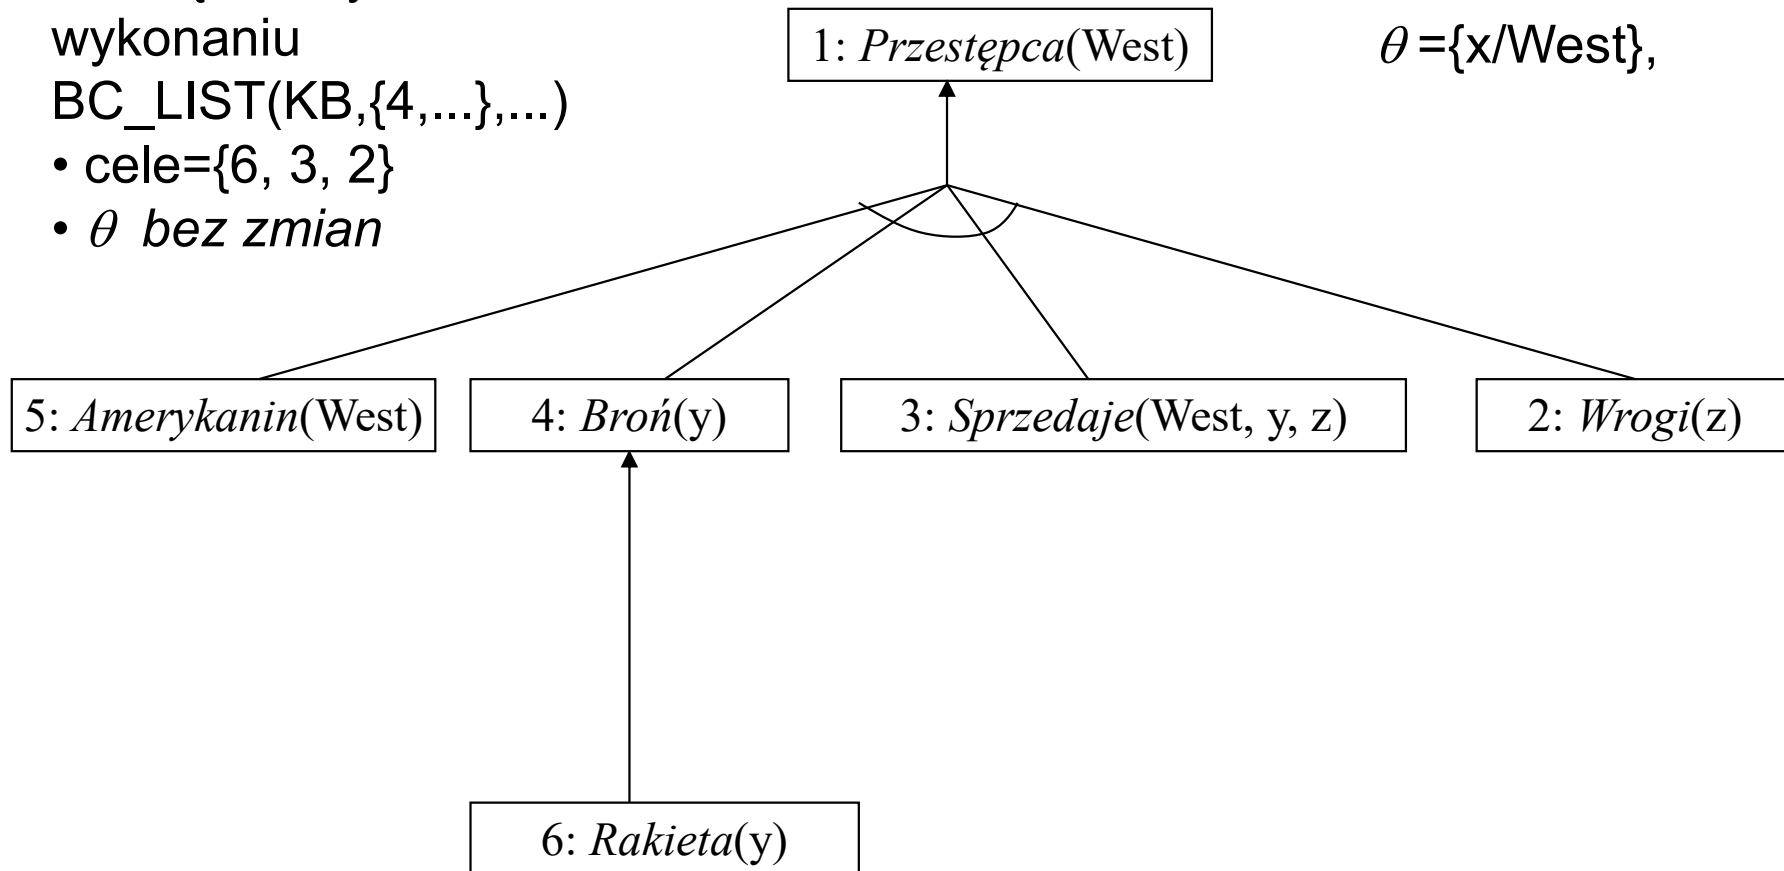 wykonaniu
BC_LIST(KB,{4,...},...)
• cele={6, 3, 2}
• θ bez zmian
1: Przestępca(West)
θ ={x/West},
5: Amerykanin(West)
4: Broń(y)
3: Sprzedaje(West, y, z)
2: Wrogi(z)
6: Rakieta(y)